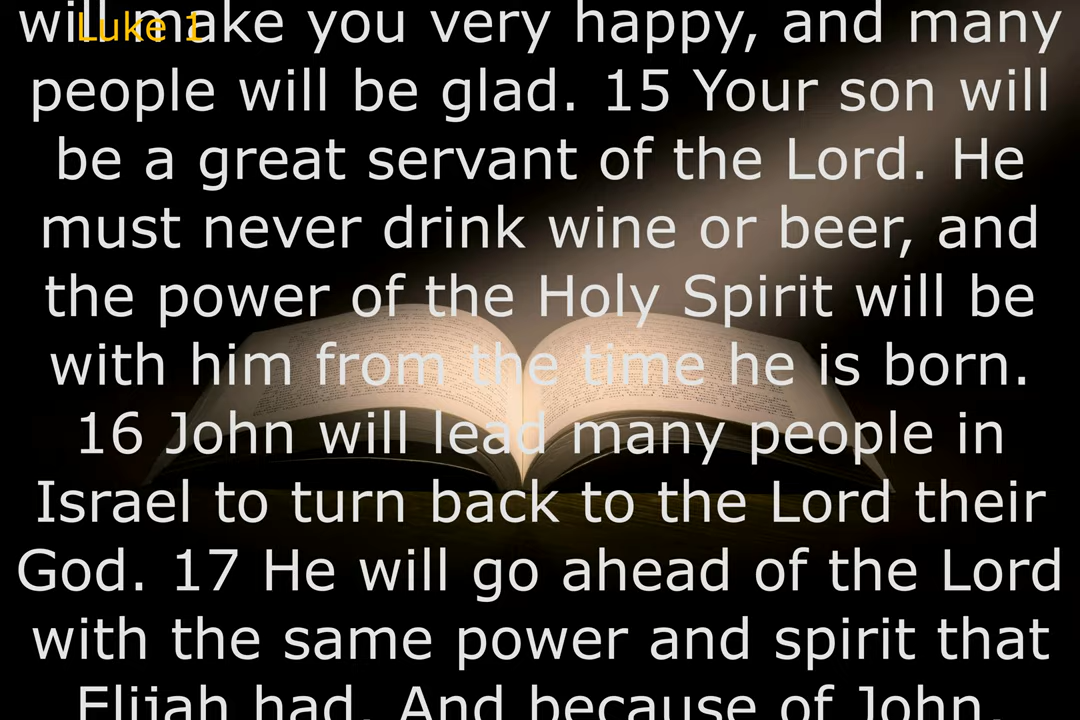 Luke 1
will make you very happy, and many
people will be glad. 15 Your son will
be a great servant of the Lord. He
must never drink wine or beer, and
the power of the Holy Spirit will be
with him from the time he is born.
16 John will lead many people in
Israel to turn back to the Lord their
God. 17 He will go ahead of the Lord
with the same power and spirit that
Elijah had. And because of John,